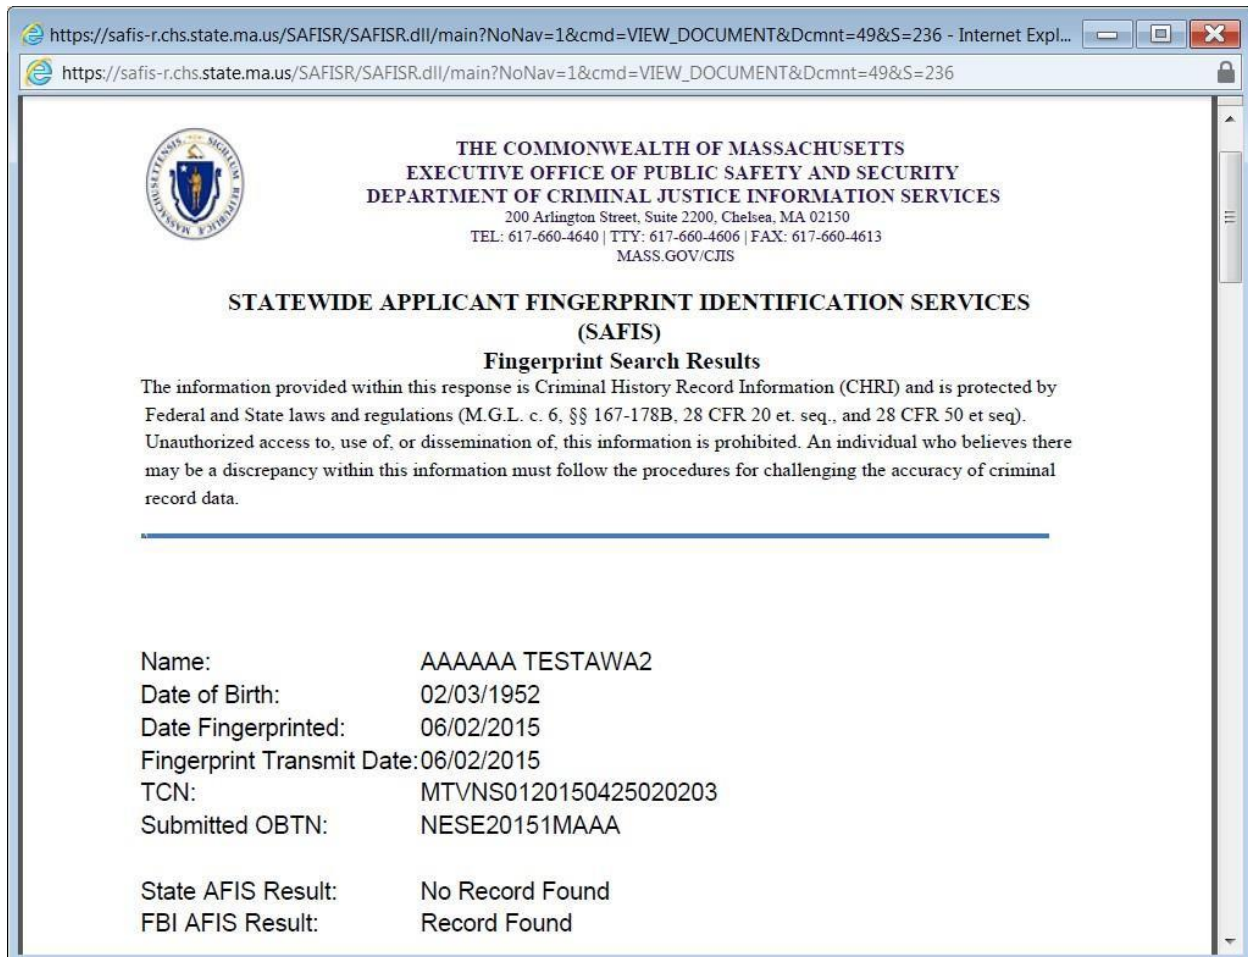 https://safis-r.chs.state.ma.us/SAFISR/SAFISR.dll/main?NoNav=1&cmd=VIEW_DOCUMENT&Dcmnt=49&S=236 - Internet Expl...
https://safis-r.chs.state.ma.us/SAFISR/SAFISR.dll/main?NoNav=1&cmd=VIEW_DOCUMENT&Dcmnt=49&S=236
THE COMMONWEALTH OF MASSACHUSETTS
EXECUTIVE OFFICE OF PUBLIC SAFETY AND SECURITY
DEPARTMENT OF CRIMINAL JUSTICE INFORMATION SERVICES
200 Arlington Street, Suite 2200, Chelsea, MA 02150
TEL: 617-660-4640 | TTY: 617-660-4606 | FAX: 617-660-4613
MASS.GOV/CJIS
STATEWIDE APPLICANT FINGERPRINT IDENTIFICATION SERVICES
(SAFIS)
Fingerprint Search Results
The information provided within this response is Criminal History Record Information (CHRI) and is protected by
Federal and State laws and regulations (M.G.L. c. 6, §§ 167-178B, 28 CFR 20 et. seq., and 28 CFR 50 et seq).
Unauthorized access to, use of, or dissemination of, this information is prohibited. An individual who believes there
may be a discrepancy within this information must follow the procedures for challenging the accuracy of criminal
record data.
Name: AAAAAA TESTAWA2
Date of Birth: 02/03/1952
Date Fingerprinted: 06/02/2015
Fingerprint Transmit Date: 06/02/2015
TCN: MTVNS0120150425020203
Submitted OBTN: NESE20151MAAA
State AFIS Result: No Record Found
FBI AFIS Result: Record Found